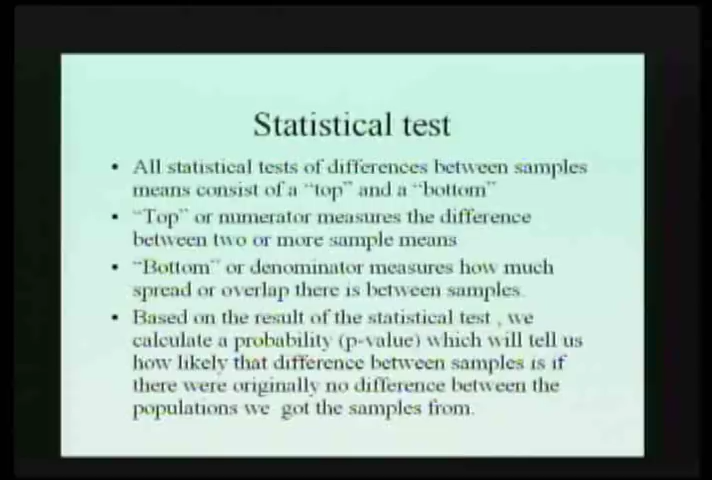 Statistical test
• All statistical tests of differences between samples
means consist of a "top" and a "bottom"
• "Top" or numerator measures the difference
between two or more sample means
• "Bottom" or denominator measures how much
spread or overlap there is between samples.
• Based on the result of the statistical test , we
calculate a probability (p-value) which will tell us
how likely that difference between samples is if
there were originally no difference between the
populations we got the samples from.